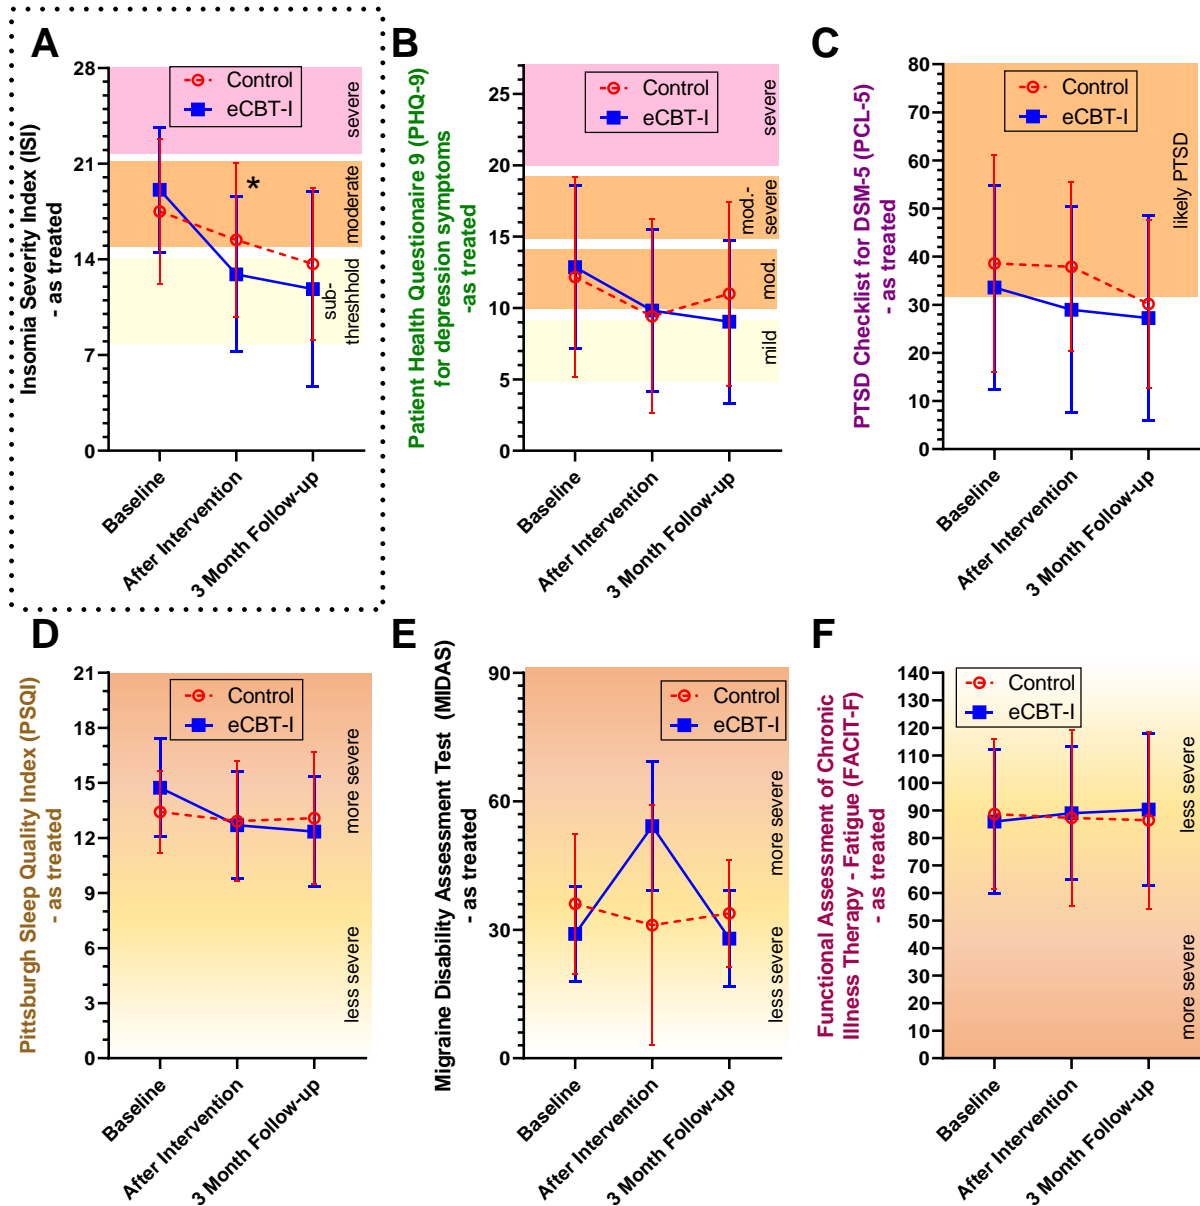 A
Insomia Severity Index (ISI)
- as treated
28
21
14
7
0
Control
eCBT-I
*
severe
moderate
sub-
threshhold
Baseline
After Intervention
3 Month Follow-up
B
Patient Health Questionaire 9 (PHQ-9)
for depression symptoms
-as treated
25
20
15
10
5
0
Control
eCBT-I
severe
mod.-
severe
mod.
mild
Baseline
After Intervention
3 Month Follow-up
C
PTSD Checklist for DSM-5 (PCL-5)
- as treated
80
70
60
50
40
30
20
10
0
Control
eCBT-I
likely PTSD
Baseline
After Intervention
3 Month Follow-up
D
Pittsburgh Sleep Quality Index (PSQI)
- as treated
21
18
15
12
9
6
3
0
Control
eCBT-I
more severe
less severe
Baseline
After Intervention
3 Month Follow-up
E
Migraine Disability Assessment Test (MIDAS)
- as treated
90
60
30
0
Control
eCBT-I
more severe
less severe
Baseline
After Intervention
3 Month Follow-up
F
Functional Assessment of Chronic
Illness Therapy - Fatigue (FACIT-F)
- as treated
140
130
120
110
100
90
80
70
60
50
40
30
20
10
0
Control
eCBT-I
less severe
more severe
Baseline
After Intervention
3 Month Follow-up